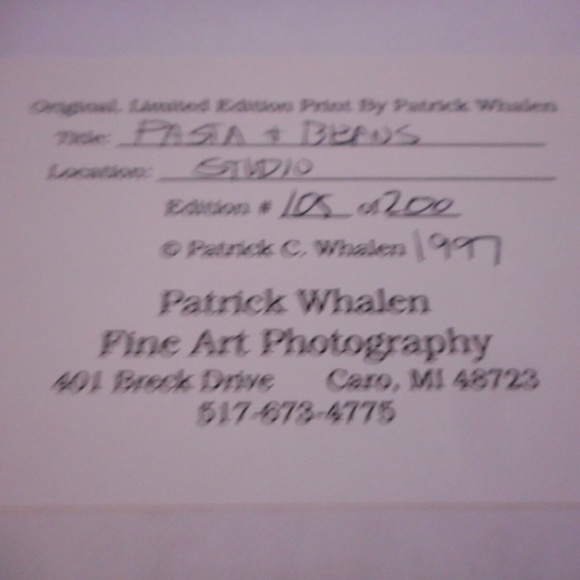 Original, Limited Edition Print By Patrick Whalen
Title: PASTA + BEANS
Location: STUDIO
Edition # 105 of 200
© Patrick C. Whalen 1997
Patrick Whalen
Fine Art Photography
401 Breck Drive Caro, MI 48723
517-673-4775